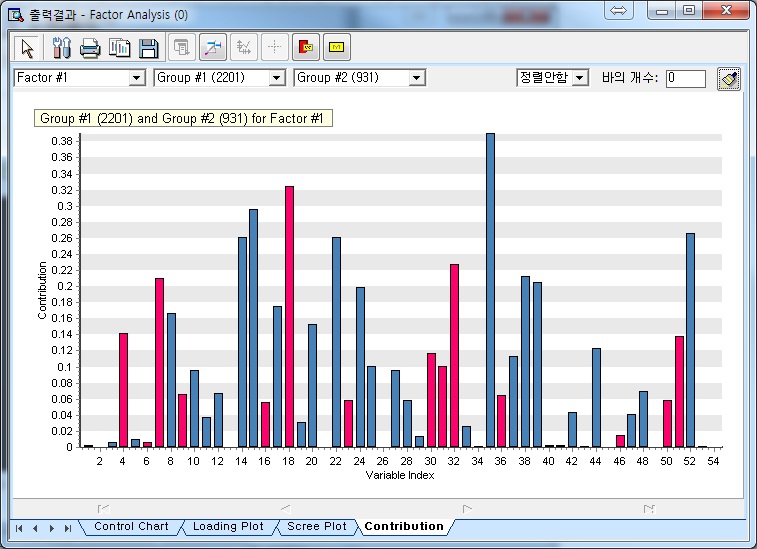 출력결과 - Factor Analysis (0)
Factor #1 Group #1 (2201) Group #2 (931) 정렬안함 바의 개수: 0
Group #1 (2201) and Group #2 (931) for Factor #1
0.38
0.36
0.34
0.32
0.3
0.28
0.26
0.24
0.22
0.2
0.18
0.16
0.14
0.12
0.1
0.08
0.06
0.04
0.02
0
Contribution
2 4 6 8 10 12 14 16 18 20 22 24 26 28 30 32 34 36 38 40 42 44 46 48 50 52 54
Variable Index
Control Chart Loading Plot Scree Plot Contribution